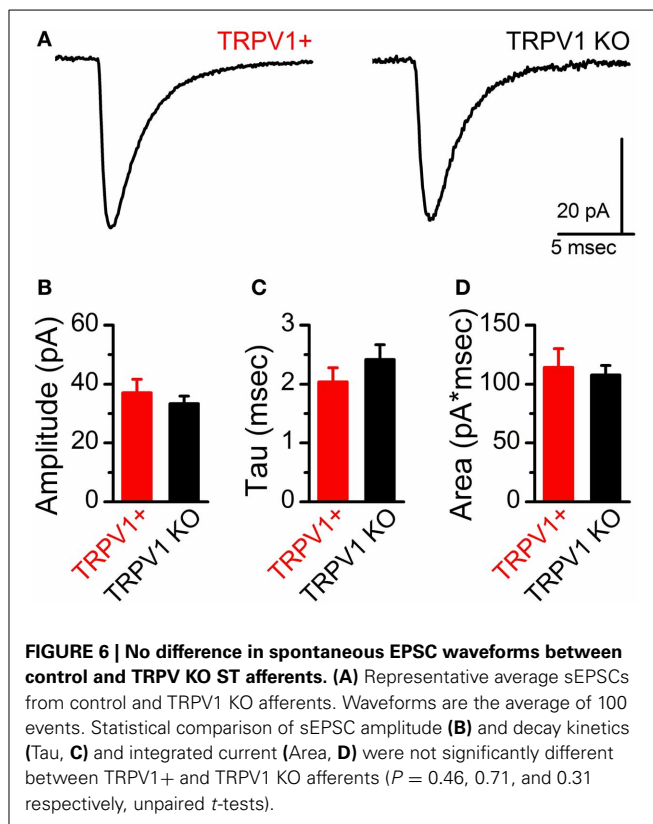 A
TRPV1+
TRPV1 KO
20 pA
5 msec
B
C
D
Amplitude (pA)
60
40
20
0
TRPV1+
TRPV1 KO
Tau (msec)
3
2
1
0
TRPV1+
TRPV1 KO
Area (pA*msec)
150
100
50
0
TRPV1+
TRPV1 KO
FIGURE 6 | No difference in spontaneous EPSC waveforms between
control and TRPV KO ST afferents. (A) Representative average sEPSCs
from control and TRPV1 KO afferents. Waveforms are the average of 100
events. Statistical comparison of sEPSC amplitude (B) and decay kinetics
(Tau, C) and integrated current (Area, D) were not significantly different
between TRPV1+ and TRPV1 KO afferents (P = 0.46, 0.71, and 0.31
respectively, unpaired t-tests).